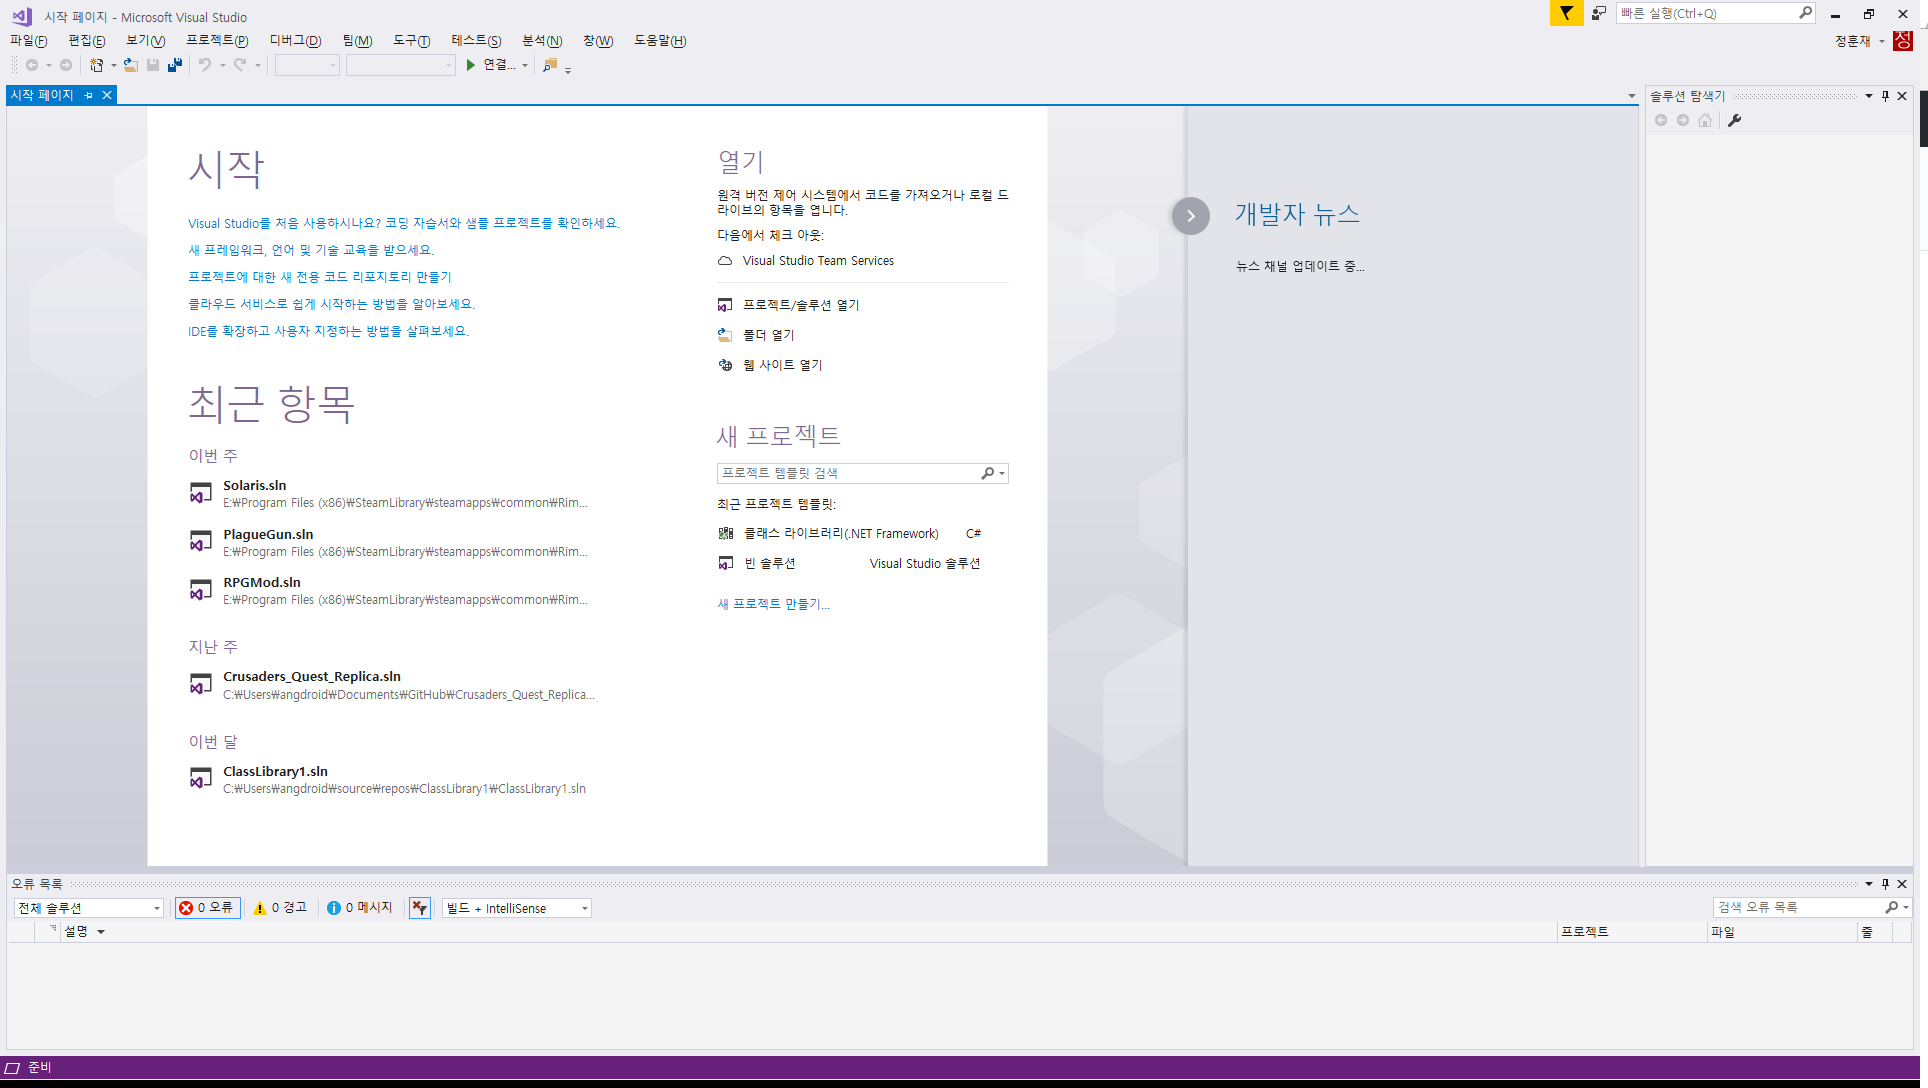 시작 페이지 - Microsoft Visual Studio
빠른 실행(Ctrl+Q)
파일(F) 편집(E) 보기(V) 프로젝트(P) 디버그(D) 팀(M) 도구(T) 테스트(S) 분석(N) 창(W) 도움말(H)
정훈재 정
연결...
시작 페이지
시작
Visual Studio를 처음 사용하시나요? 코딩 자습서와 샘플 프로젝트를 확인하세요.
새 프레임워크, 언어 및 기술 교육을 받으세요.
프로젝트에 대한 새 전용 코드 리포지토리 만들기
클라우드 서비스로 쉽게 시작하는 방법을 알아보세요.
IDE를 확장하고 사용자 지정하는 방법을 살펴보세요.
최근 항목
이번 주
Solaris.sln
E:₩Program Files (x86)₩SteamLibrary₩steamapps₩common₩Rim...
PlagueGun.sln
E:₩Program Files (x86)₩SteamLibrary₩steamapps₩common₩Rim...
RPGMod.sln
E:₩Program Files (x86)₩SteamLibrary₩steamapps₩common₩Rim...
지난 주
Crusaders_Quest_Replica.sln
C:₩Users₩angdroid₩Documents₩GitHub₩Crusaders_Quest_Replica...
이번 달
ClassLibrary1.sln
C:₩Users₩angdroid₩source₩repos₩ClassLibrary1₩ClassLibrary1.sln
열기
원격 버전 제어 시스템에서 코드를 가져오거나 로컬 드
라이브의 항목을 엽니다.
다음에서 체크 아웃:
Visual Studio Team Services
프로젝트/솔루션 열기
폴더 열기
웹 사이트 열기
새 프로젝트
프로젝트 템플릿 검색
최근 프로젝트 템플릿:
클래스 라이브러리(.NET Framework) C#
빈 솔루션 Visual Studio 솔루션
새 프로젝트 만들기...
개발자 뉴스
뉴스 채널 업데이트 중...
솔루션 탐색기
오류 목록
전체 솔루션 0 오류 0 경고 0 메시지 빌드 + IntelliSense 검색 오류 목록
설명 프로젝트 파일 줄
준비